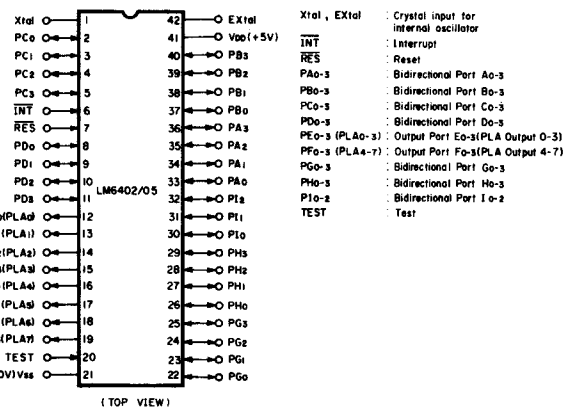 Xtal 1 42 EXtal
PC0 2 41 VDD(+5V)
PC1 3 40 PB3
PC2 4 39 PB2
PC3 5 38 PB1
INT 6 37 PB0
RES 7 36 PA3
PD0 8 35 PA2
PD1 9 34 PA1
PD2 10 33 PA0
PD3 11 32 PI2
LM6402/05
0(PLA0) 12 31 PI1
(PLA1) 13 30 PI0
2(PLA2) 14 29 PH3
3(PLA3) 15 28 PH2
(PLA4) 16 27 PH1
(PLA5) 17 26 PH0
(PLA6) 18 25 PG3
(PLA7) 19 24 PG2
TEST 20 23 PG1
0V) VSS 21 22 PG0
(TOP VIEW)
Xtal, EXtal : Crystal input for
internal oscillator
INT : Interrupt
RES : Reset
PA0-3 : Bidirectional Port A0-3
PB0-3 : Bidirectional Port B0-3
PC0-3 : Bidirectional Port C0-3
PD0-3 : Bidirectional Port D0-3
PE0-3 (PLA0-3) : Output Port E0-3(PLA Output 0-3)
PF0-3 (PLA4-7) : Output Port F0-3(PLA Output 4-7)
PG0-3 : Bidirectional Port G0-3
PH0-3 : Bidirectional Port H0-3
PI0-2 : Bidirectional Port I0-2
TEST : Test